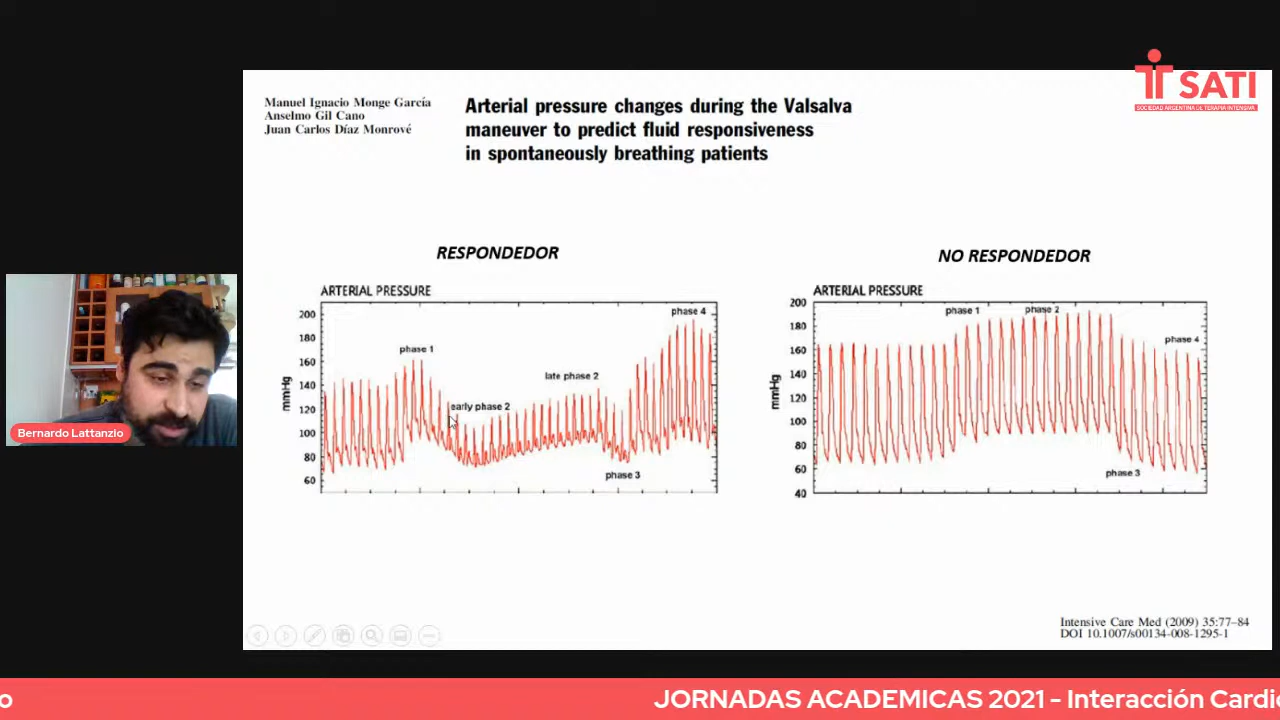 SATI
SOCIEDAD ARGENTINA DE TERAPIA INTENSIVA
Manuel Ignacio Monge García
Anselmo Gil Cano
Juan Carlos Díaz Monrové
Arterial pressure changes during the Valsalva
maneuver to predict fluid responsiveness
in spontaneously breathing patients
RESPONDEDOR
ARTERIAL PRESSURE
mmHg
200
180
160
140
120
100
80
60
phase 1
early phase 2
late phase 2
phase 3
phase 4
NO RESPONDEDOR
ARTERIAL PRESSURE
mmHg
200
180
160
140
120
100
80
60
40
phase 1
phase 2
phase 3
phase 4
Bernardo Lattanzio
Intensive Care Med (2009) 35:77–84
DOI 10.1007/s00134-008-1295-1
o JORNADAS ACADEMICAS 2021 - Interacción Cardio